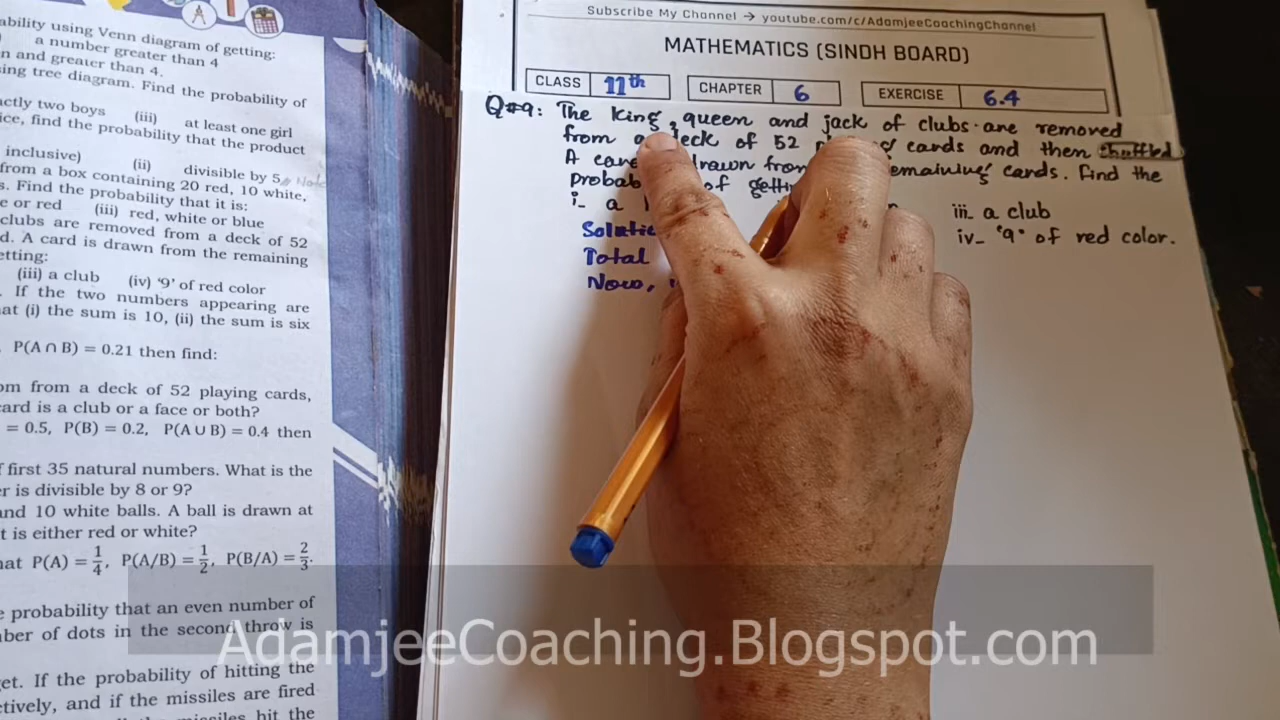 ability using Venn diagram of getting:
a number greater than 4
n and greater than 4.
sing tree diagram. Find the probability of
actly two boys (iii) at least one girl
ice, find the probability that the product
inclusive) (ii) divisible by 5
from a box containing 20 red, 10 white,
s. Find the probability that it is:
e or red (iii) red, white or blue
clubs are removed from a deck of 52
d. A card is drawn from the remaining
etting:
(iii) a club (iv) '9' of red color
. If the two numbers appearing are
at (i) the sum is 10, (ii) the sum is six
P(A ∩ B) = 0.21 then find:
om from a deck of 52 playing cards,
card is a club or a face or both?
= 0.5, P(B) = 0.2, P(A ∪ B) = 0.4 then
f first 35 natural numbers. What is the
er is divisible by 8 or 9?
and 10 white balls. A ball is drawn at
t is either red or white?
hat P(A) = 1/4, P(A/B) = 1/2, P(B/A) = 2/3.
e probability that an even number of
mber of dots in the second throw is
get. If the probability of hitting the
ctively, and if the missiles are fired
missiles hit the
Subscribe My Channel → youtube.com/c/AdamjeeCoachingChannel
MATHEMATICS (SINDH BOARD)
CLASS 11th CHAPTER 6 EXERCISE 6.4
Q#9: The King, queen and jack of clubs are removed
from a deck of 52 cards and then shuffled
A drawn from remaining cards. Find the
of
i- a iii- a club
iv- '9' of red color.
Total
Now,
AdamjeeCoaching.Blogspot.com